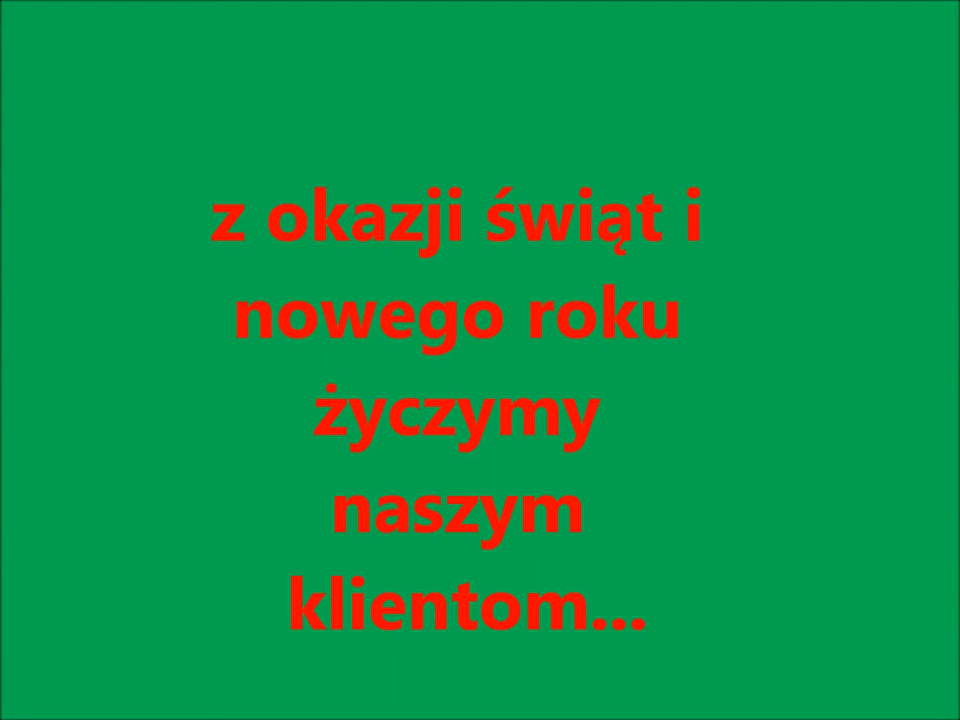 z okazji świąt i
nowego roku
życzymy
naszym
klientom...